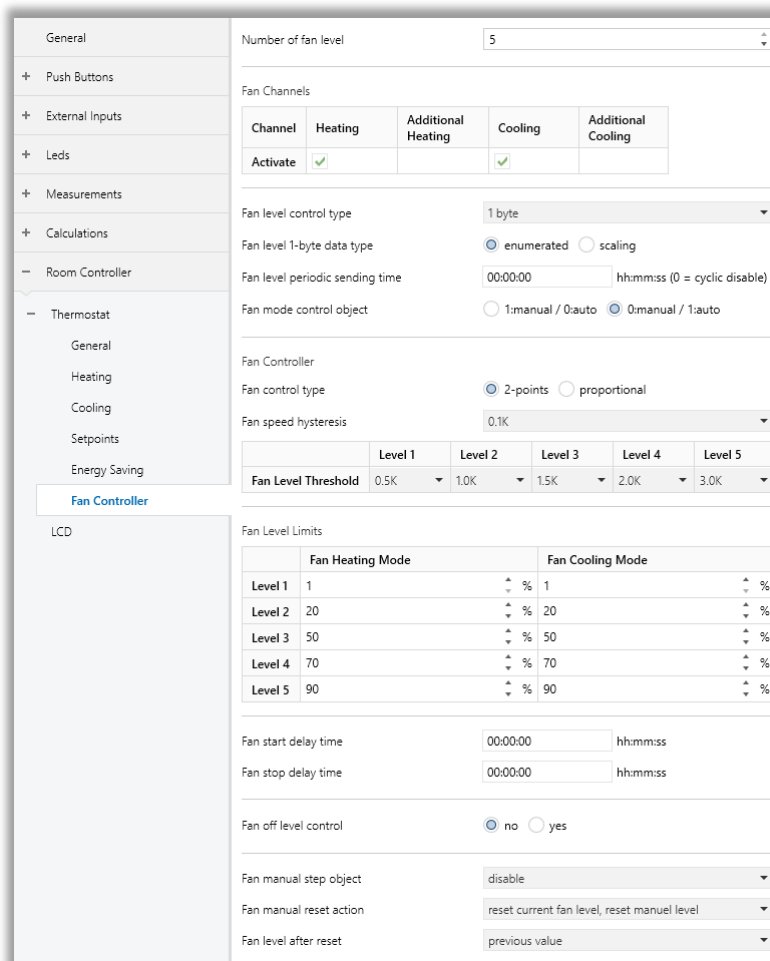 General
+ Push Buttons
+ External Inputs
+ Leds
+ Measurements
+ Calculations
− Room Controller
− Thermostat
General
Heating
Cooling
Setpoints
Energy Saving
Fan Controller
LCD
Number of fan level 5
Fan Channels
Channel Heating Additional Heating Cooling Additional Cooling
Activate ✓ ✓
Fan level control type 1 byte
Fan level 1-byte data type enumerated scaling
Fan level periodic sending time 00:00:00 hh:mm:ss (0 = cyclic disable)
Fan mode control object 1:manual / 0:auto 0:manual / 1:auto
Fan Controller
Fan control type 2-points proportional
Fan speed hysteresis 0.1K
Level 1 Level 2 Level 3 Level 4 Level 5
Fan Level Threshold 0.5K 1.0K 1.5K 2.0K 3.0K
Fan Level Limits
Fan Heating Mode Fan Cooling Mode
Level 1 1 % 1 %
Level 2 20 % 20 %
Level 3 50 % 50 %
Level 4 70 % 70 %
Level 5 90 % 90 %
Fan start delay time 00:00:00 hh:mm:ss
Fan stop delay time 00:00:00 hh:mm:ss
Fan off level control no yes
Fan manual step object disable
Fan manual reset action reset current fan level, reset manuel level
Fan level after reset previous value